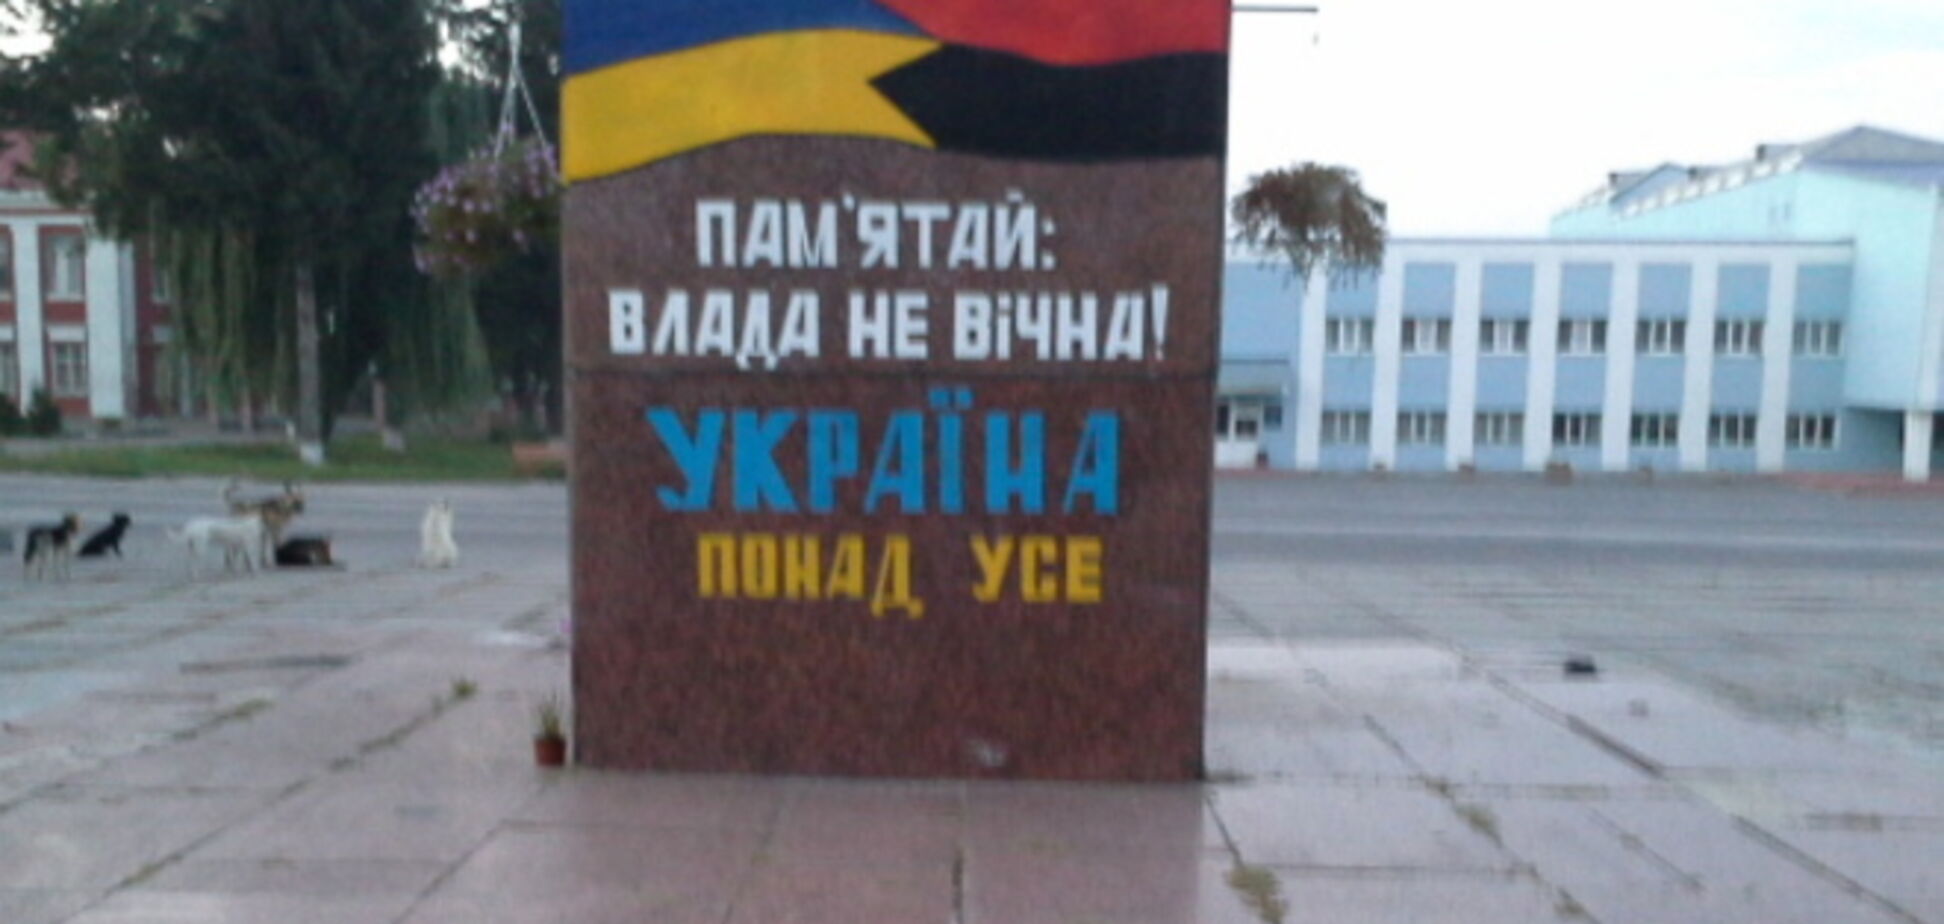 ПАМ'ЯТАЙ:
ВЛАДА НЕ ВіЧНА!
УКРАЇНА
ПОНАД УСЕ